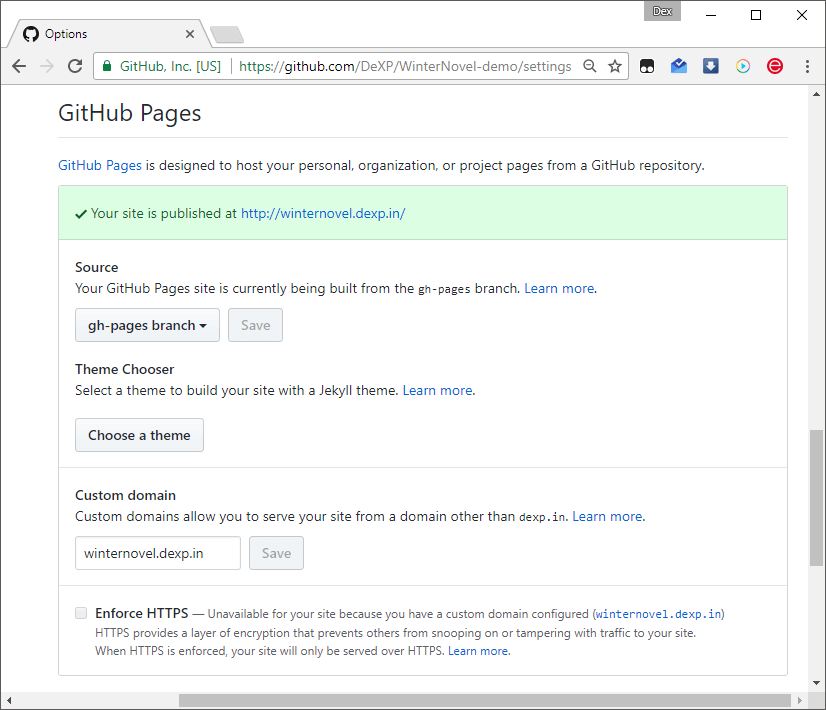 Dex
Options
GitHub, Inc. [US] https://github.com/DeXP/WinterNovel-demo/settings
GitHub Pages
GitHub Pages is designed to host your personal, organization, or project pages from a GitHub repository.
Your site is published at http://winternovel.dexp.in/
Source
Your GitHub Pages site is currently being built from the gh-pages branch. Learn more.
gh-pages branch Save
Theme Chooser
Select a theme to build your site with a Jekyll theme. Learn more.
Choose a theme
Custom domain
Custom domains allow you to serve your site from a domain other than dexp.in. Learn more.
winternovel.dexp.in Save
Enforce HTTPS — Unavailable for your site because you have a custom domain configured (winternovel.dexp.in)
HTTPS provides a layer of encryption that prevents others from snooping on or tampering with traffic to your site.
When HTTPS is enforced, your site will only be served over HTTPS. Learn more.